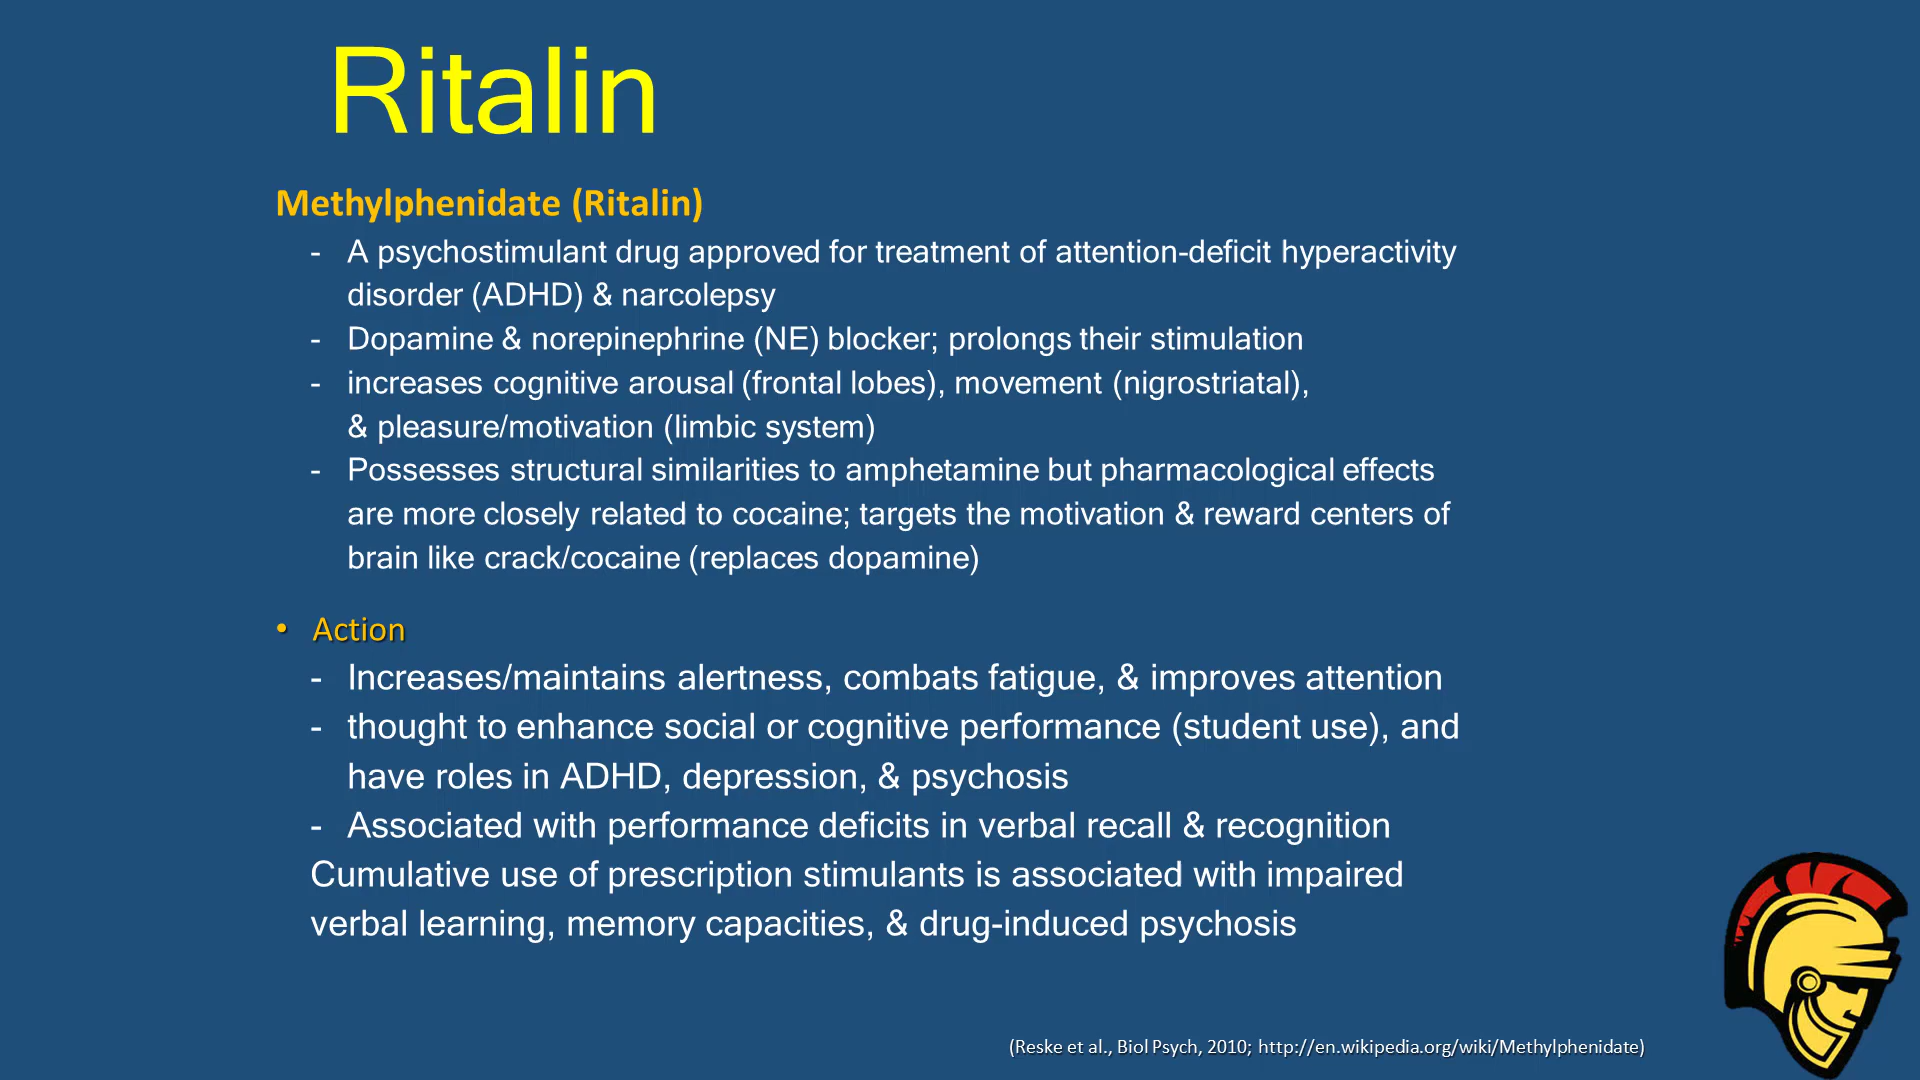 Ritalin
Methylphenidate (Ritalin)
- A psychostimulant drug approved for treatment of attention-deficit hyperactivity
disorder (ADHD) & narcolepsy
- Dopamine & norepinephrine (NE) blocker; prolongs their stimulation
- increases cognitive arousal (frontal lobes), movement (nigrostriatal),
& pleasure/motivation (limbic system)
- Possesses structural similarities to amphetamine but pharmacological effects
are more closely related to cocaine; targets the motivation & reward centers of
brain like crack/cocaine (replaces dopamine)
• Action
- Increases/maintains alertness, combats fatigue, & improves attention
- thought to enhance social or cognitive performance (student use), and
have roles in ADHD, depression, & psychosis
- Associated with performance deficits in verbal recall & recognition
Cumulative use of prescription stimulants is associated with impaired
verbal learning, memory capacities, & drug-induced psychosis
(Reske et al., Biol Psych, 2010; http://en.wikipedia.org/wiki/Methylphenidate)